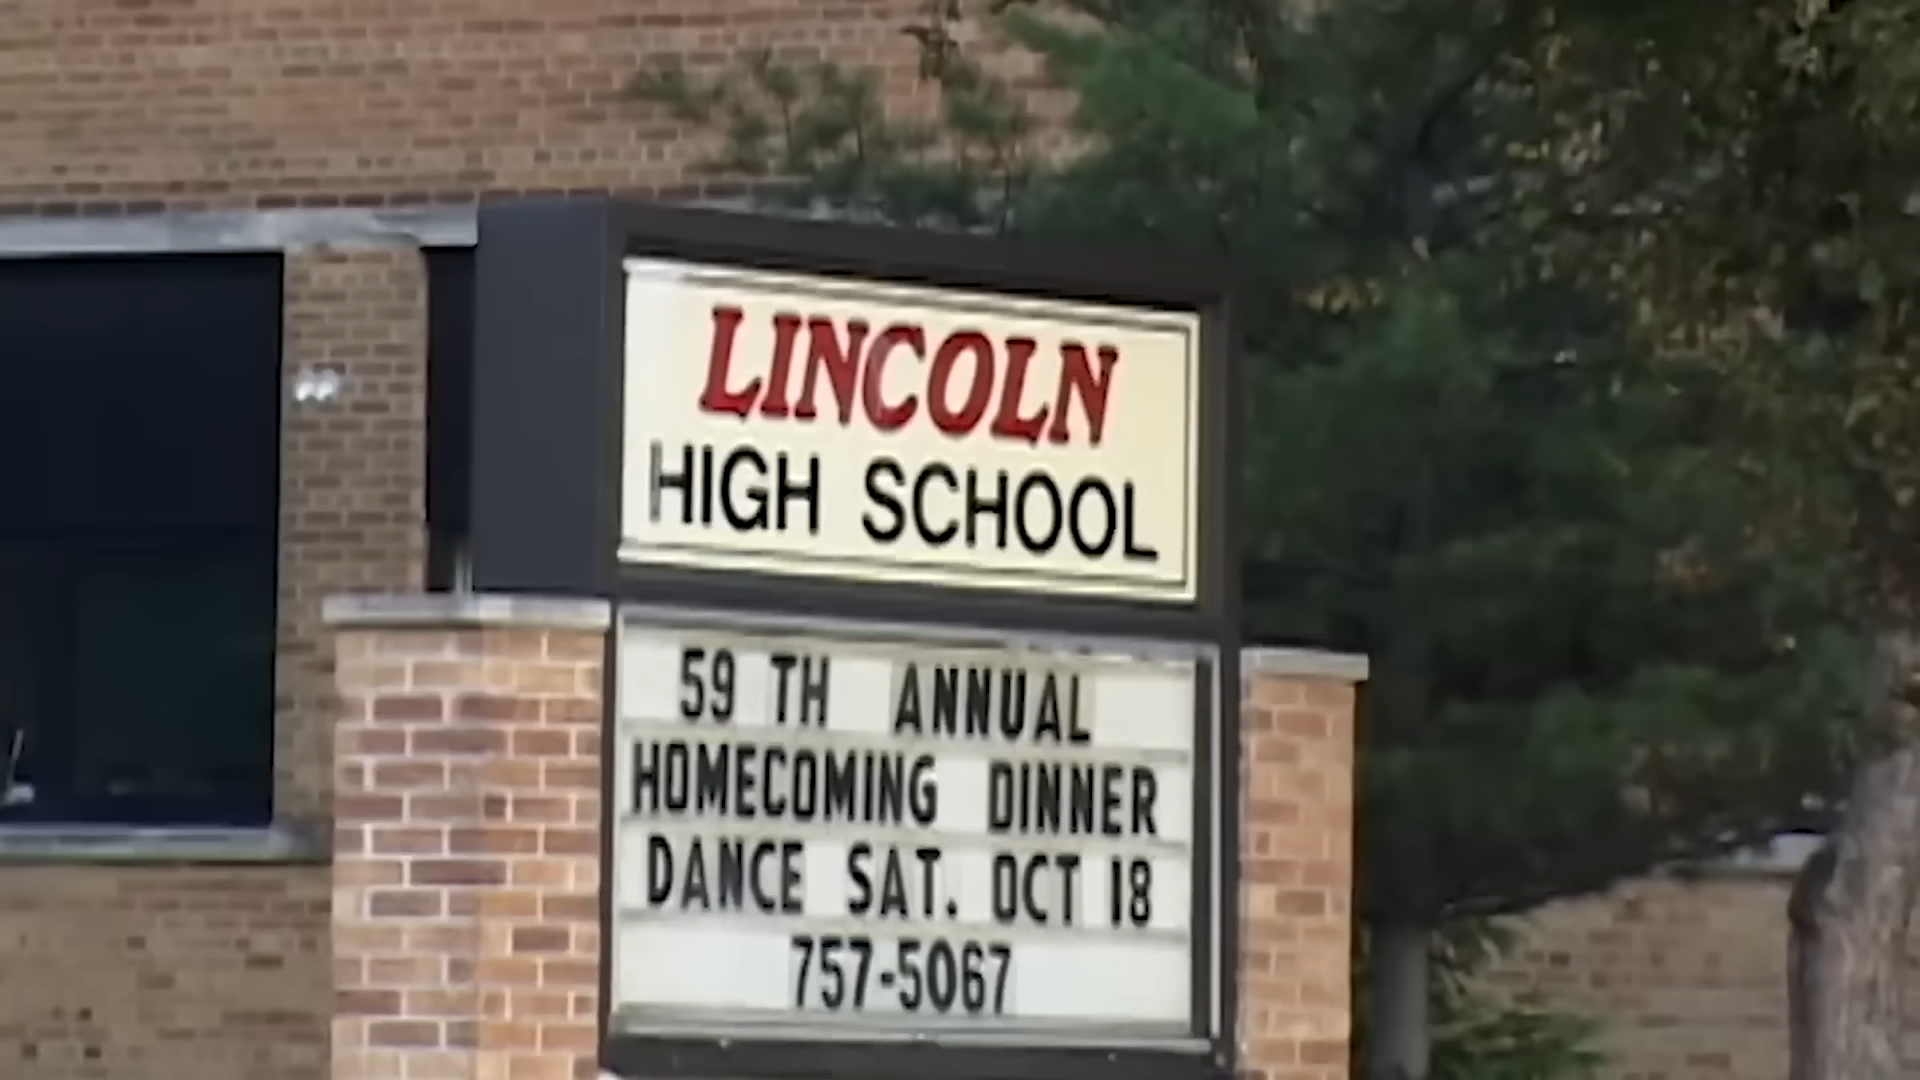 LINCOLN
HIGH SCHOOL
59 TH ANNUAL
HOMECOMING DINNER
DANCE SAT. OCT 18
757-5067